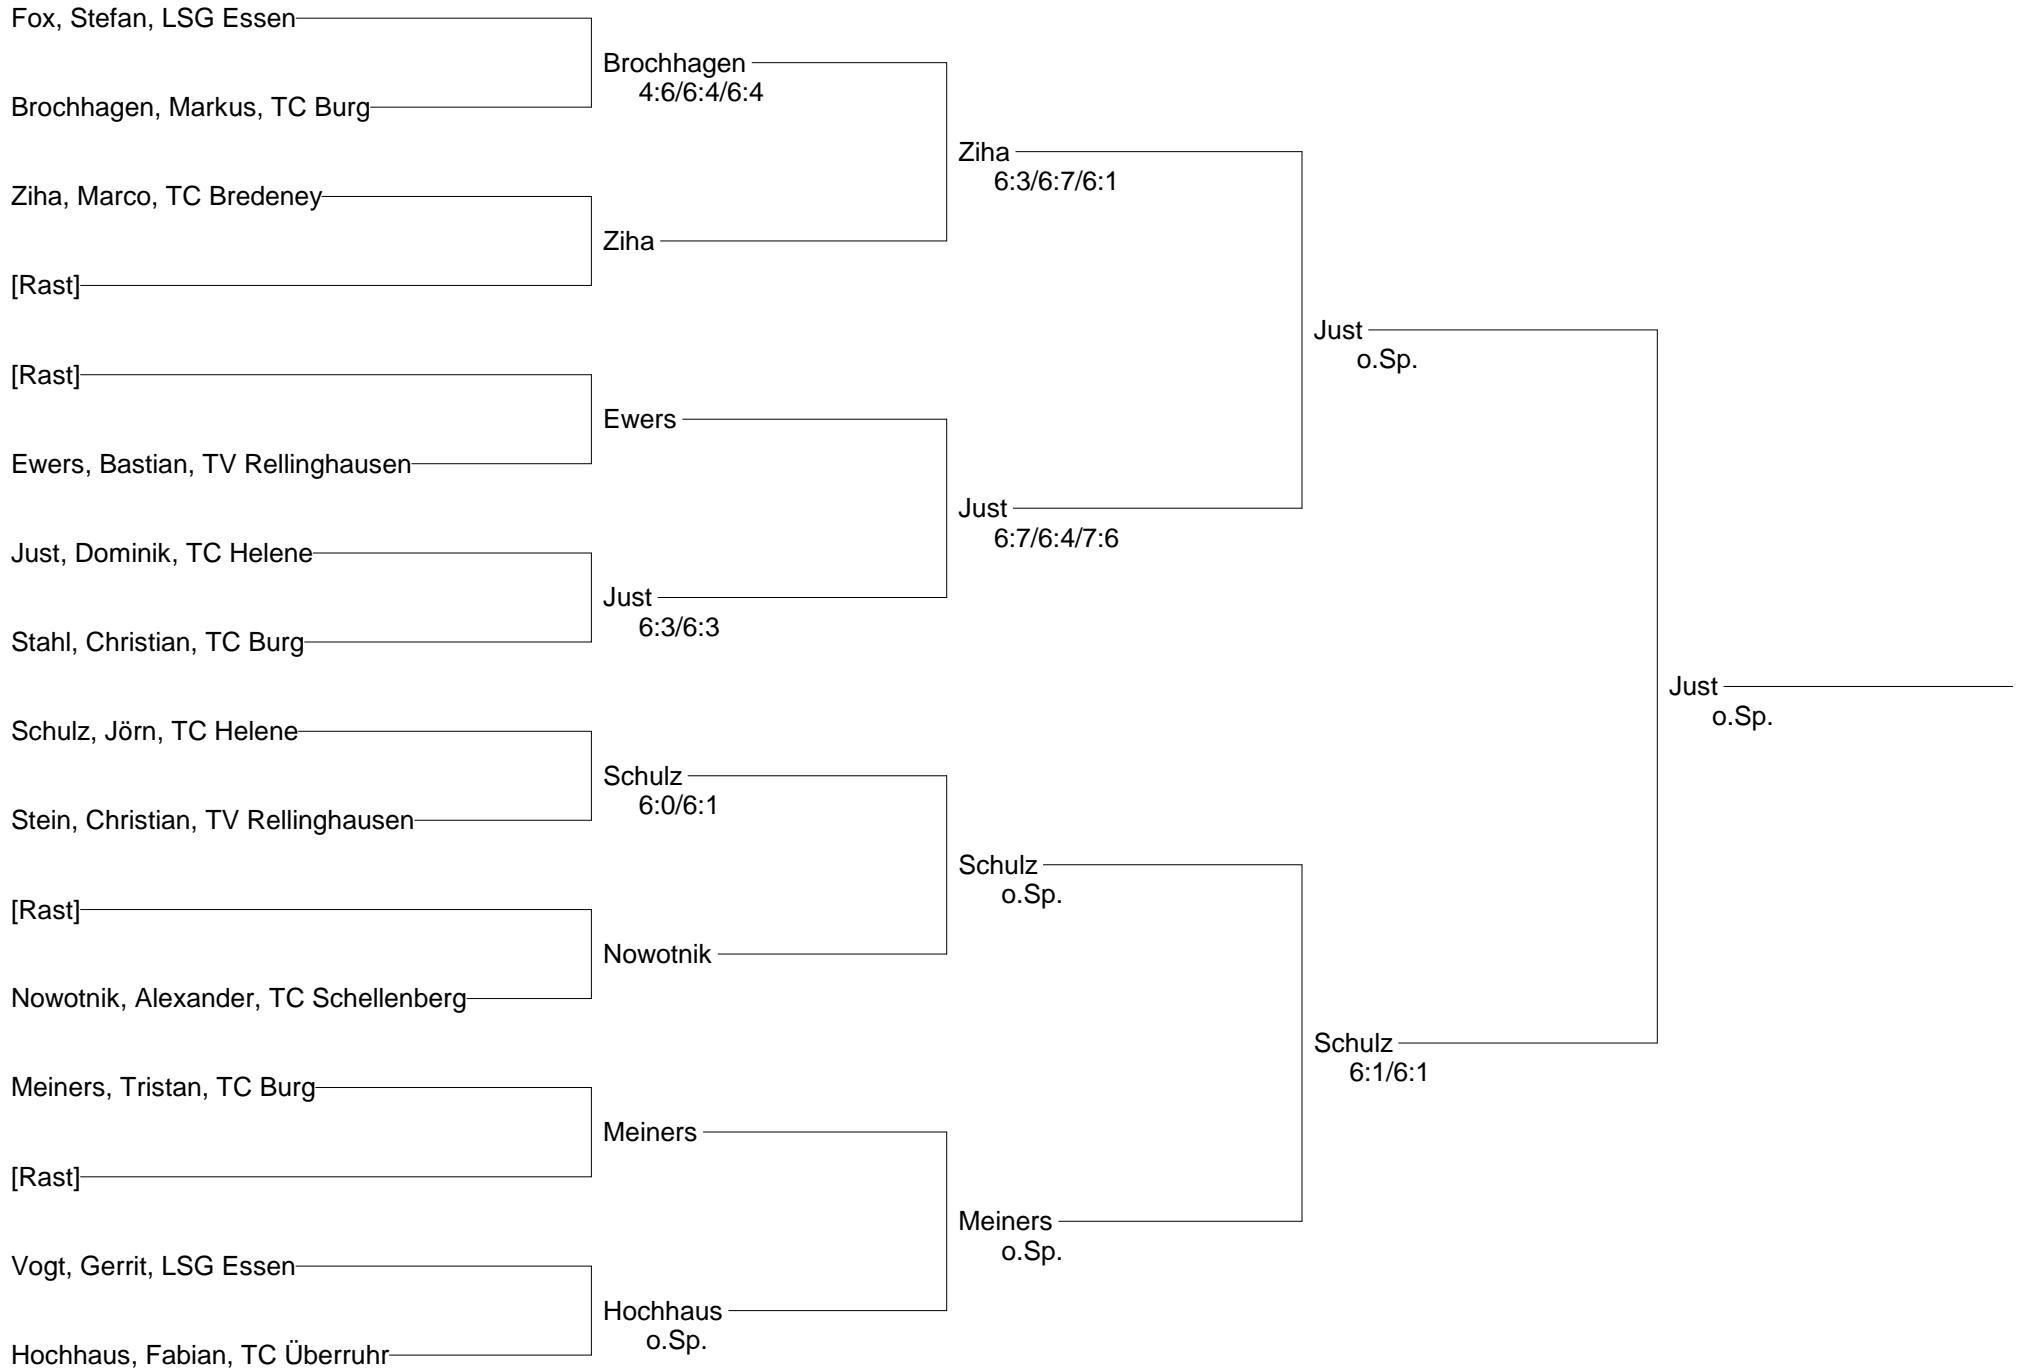 Fox, Stefan, LSG Essen
Brochhagen, Markus, TC Burg
Ziha, Marco, TC Bredeney
[Rast]
[Rast]
Ewers, Bastian, TV Rellinghausen
Just, Dominik, TC Helene
Stahl, Christian, TC Burg
Schulz, Jörn, TC Helene
Stein, Christian, TV Rellinghausen
[Rast]
Nowotnik, Alexander, TC Schellenberg
Meiners, Tristan, TC Burg
[Rast]
Vogt, Gerrit, LSG Essen
Hochhaus, Fabian, TC Überruhr
Brochhagen
4:6/6:4/6:4
Ziha
Ewers
Just
6:3/6:3
Schulz
6:0/6:1
Nowotnik
Meiners
Hochhaus
o.Sp.
Ziha
6:3/6:7/6:1
Just
6:7/6:4/7:6
Schulz
o.Sp.
Meiners
o.Sp.
Just
o.Sp.
Schulz
6:1/6:1
Just
o.Sp.